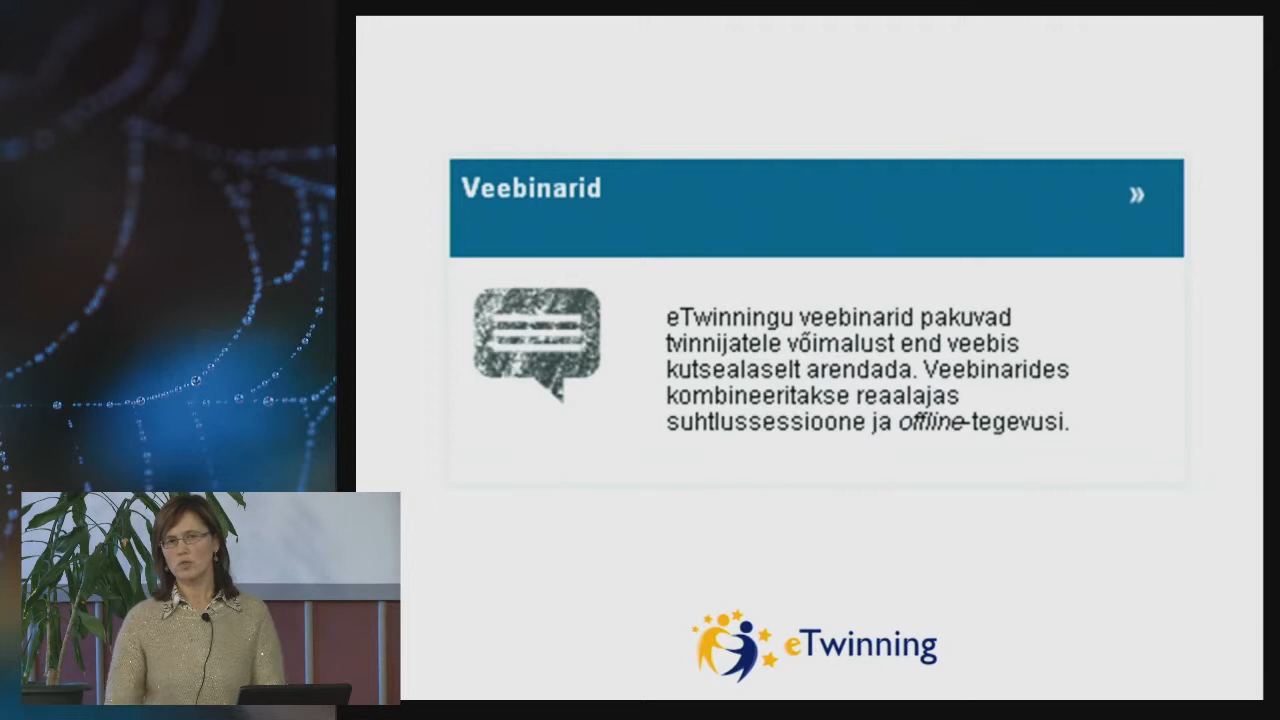 Veebinarid »
eTwinningu veebinarid pakuvad
tvinnijatele võimalust end veebis
kutsealaselt arendada. Veebinarides
kombineeritakse reaalajas
suhtlussessioone ja offline-tegevusi.
eTwinning